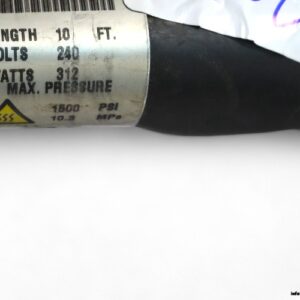 NGTH 10 FT.
OLTS 240
ATTS 312
MAX. PRESSURE
1500 PSI
10.3 MPa